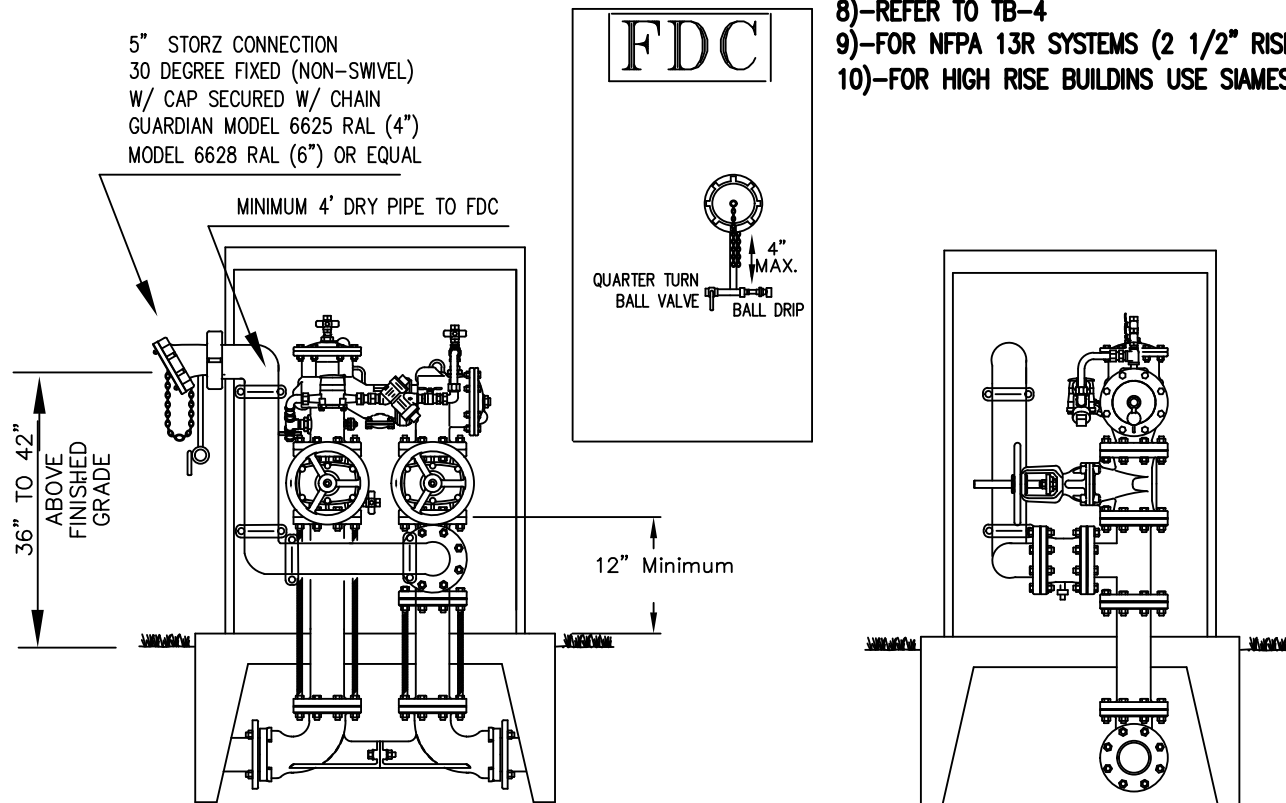 5" STORZ CONNECTION
30 DEGREE FIXED (NON-SWIVEL)
W/ CAP SECURED W/ CHAIN
GUARDIAN MODEL 6625 RAL (4")
MODEL 6628 RAL (6") OR EQUAL
MINIMUM 4' DRY PIPE TO FDC
FDC
8)-REFER TO TB-4
9)-FOR NFPA 13R SYSTEMS (2 1/2"
10)-FOR HIGH RISE BUILDINS USE
4"
MAX.
QUARTER TURN
BALL VALVE
BALL DRIP
36" TO 42"
ABOVE
FINISHED
GRADE
12" Minimum